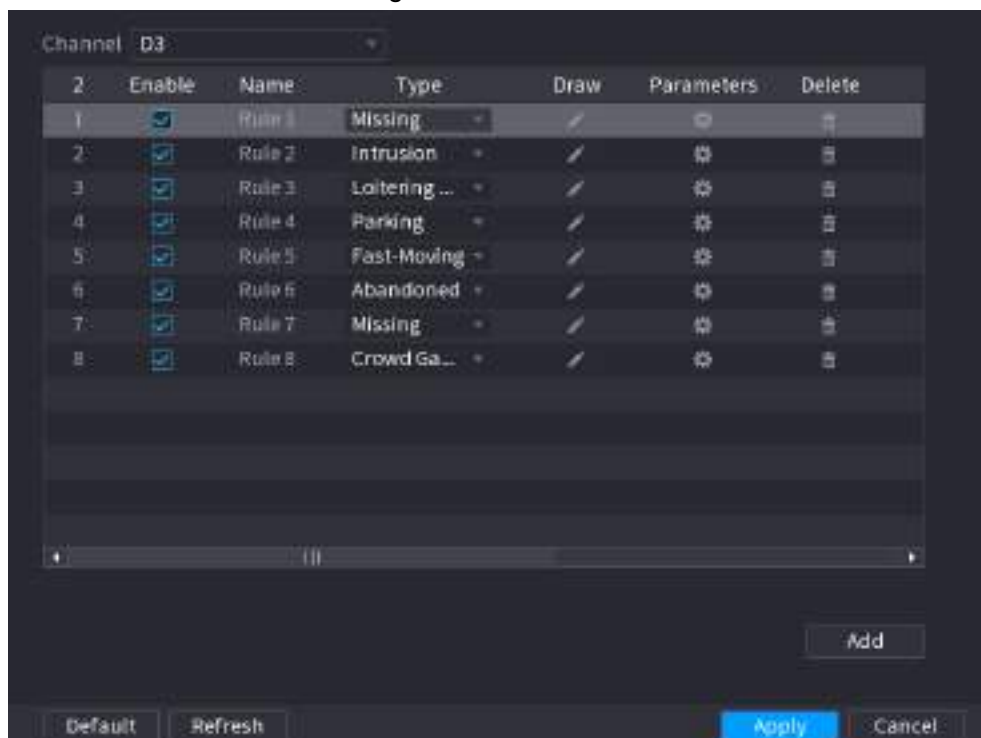 Channel D3
2 Enable Name Type Draw Parameters Delete
1 Rule 1 Missing
2 Rule 2 Intrusion
3 Rule 3 Loitering ...
4 Rule 4 Parking
5 Rule 5 Fast-Moving
6 Rule 6 Abandoned
7 Rule 7 Missing
8 Rule 8 Crowd Ga...
Add
Default Refresh Apply Cancel